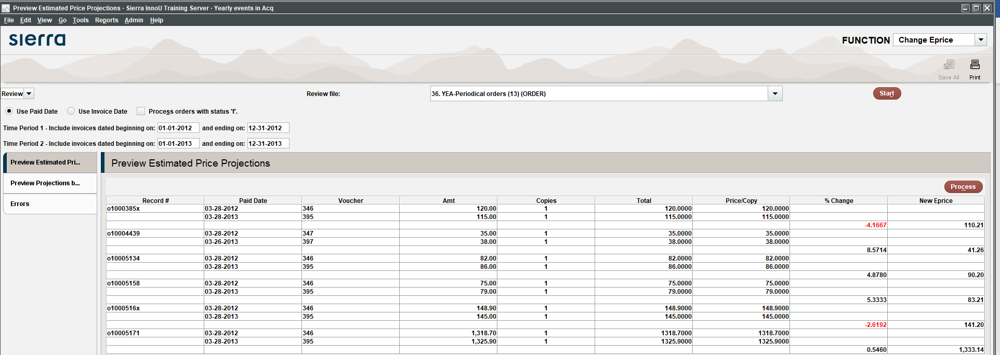 Preview Estimated Price Projections · Sierra InnoU Training Server · Yearly events in Acq
File Edit View Go Tools Reports Admin Help
sierra
FUNCTION Change Eprice
Save All Print
Review Review file: 36. YEA-Periodical orders (13) (ORDER) Start
Use Paid Date Use Invoice Date Process orders with status 'f'.
Time Period 1 - Include invoices dated beginning on: 01-01-2012 and ending on: 12-31-2012
Time Period 2 - Include invoices dated beginning on: 01-01-2013 and ending on: 12-31-2013
Preview Estimated Pri...
Preview Projections b...
Errors
Preview Estimated Price Projections
Process
Record # Paid Date Voucher Amt Copies Total Price/Copy % Change New Eprice
o1000385x 03-28-2012 346 120.00 1 120.0000 120.0000
03-28-2013 395 115.00 1 115.0000 115.0000
-4.1667 110.21
o10004439 03-28-2012 347 35.00 1 35.0000 35.0000
03-26-2013 397 38.00 1 38.0000 38.0000
8.5714 41.26
o10005134 03-28-2012 346 82.00 1 82.0000 82.0000
03-28-2013 395 86.00 1 86.0000 86.0000
4.8780 90.20
o10005158 03-28-2012 346 75.00 1 75.0000 75.0000
03-28-2013 395 79.00 1 79.0000 79.0000
5.3333 83.21
o1000516x 03-28-2012 346 148.90 1 148.9000 148.9000
03-28-2013 395 145.00 1 145.0000 145.0000
-2.6192 141.20
o10005171 03-28-2012 346 1,318.70 1 1318.7000 1318.7000
03-28-2013 395 1,325.90 1 1325.9000 1325.9000
0.5460 1,333.14